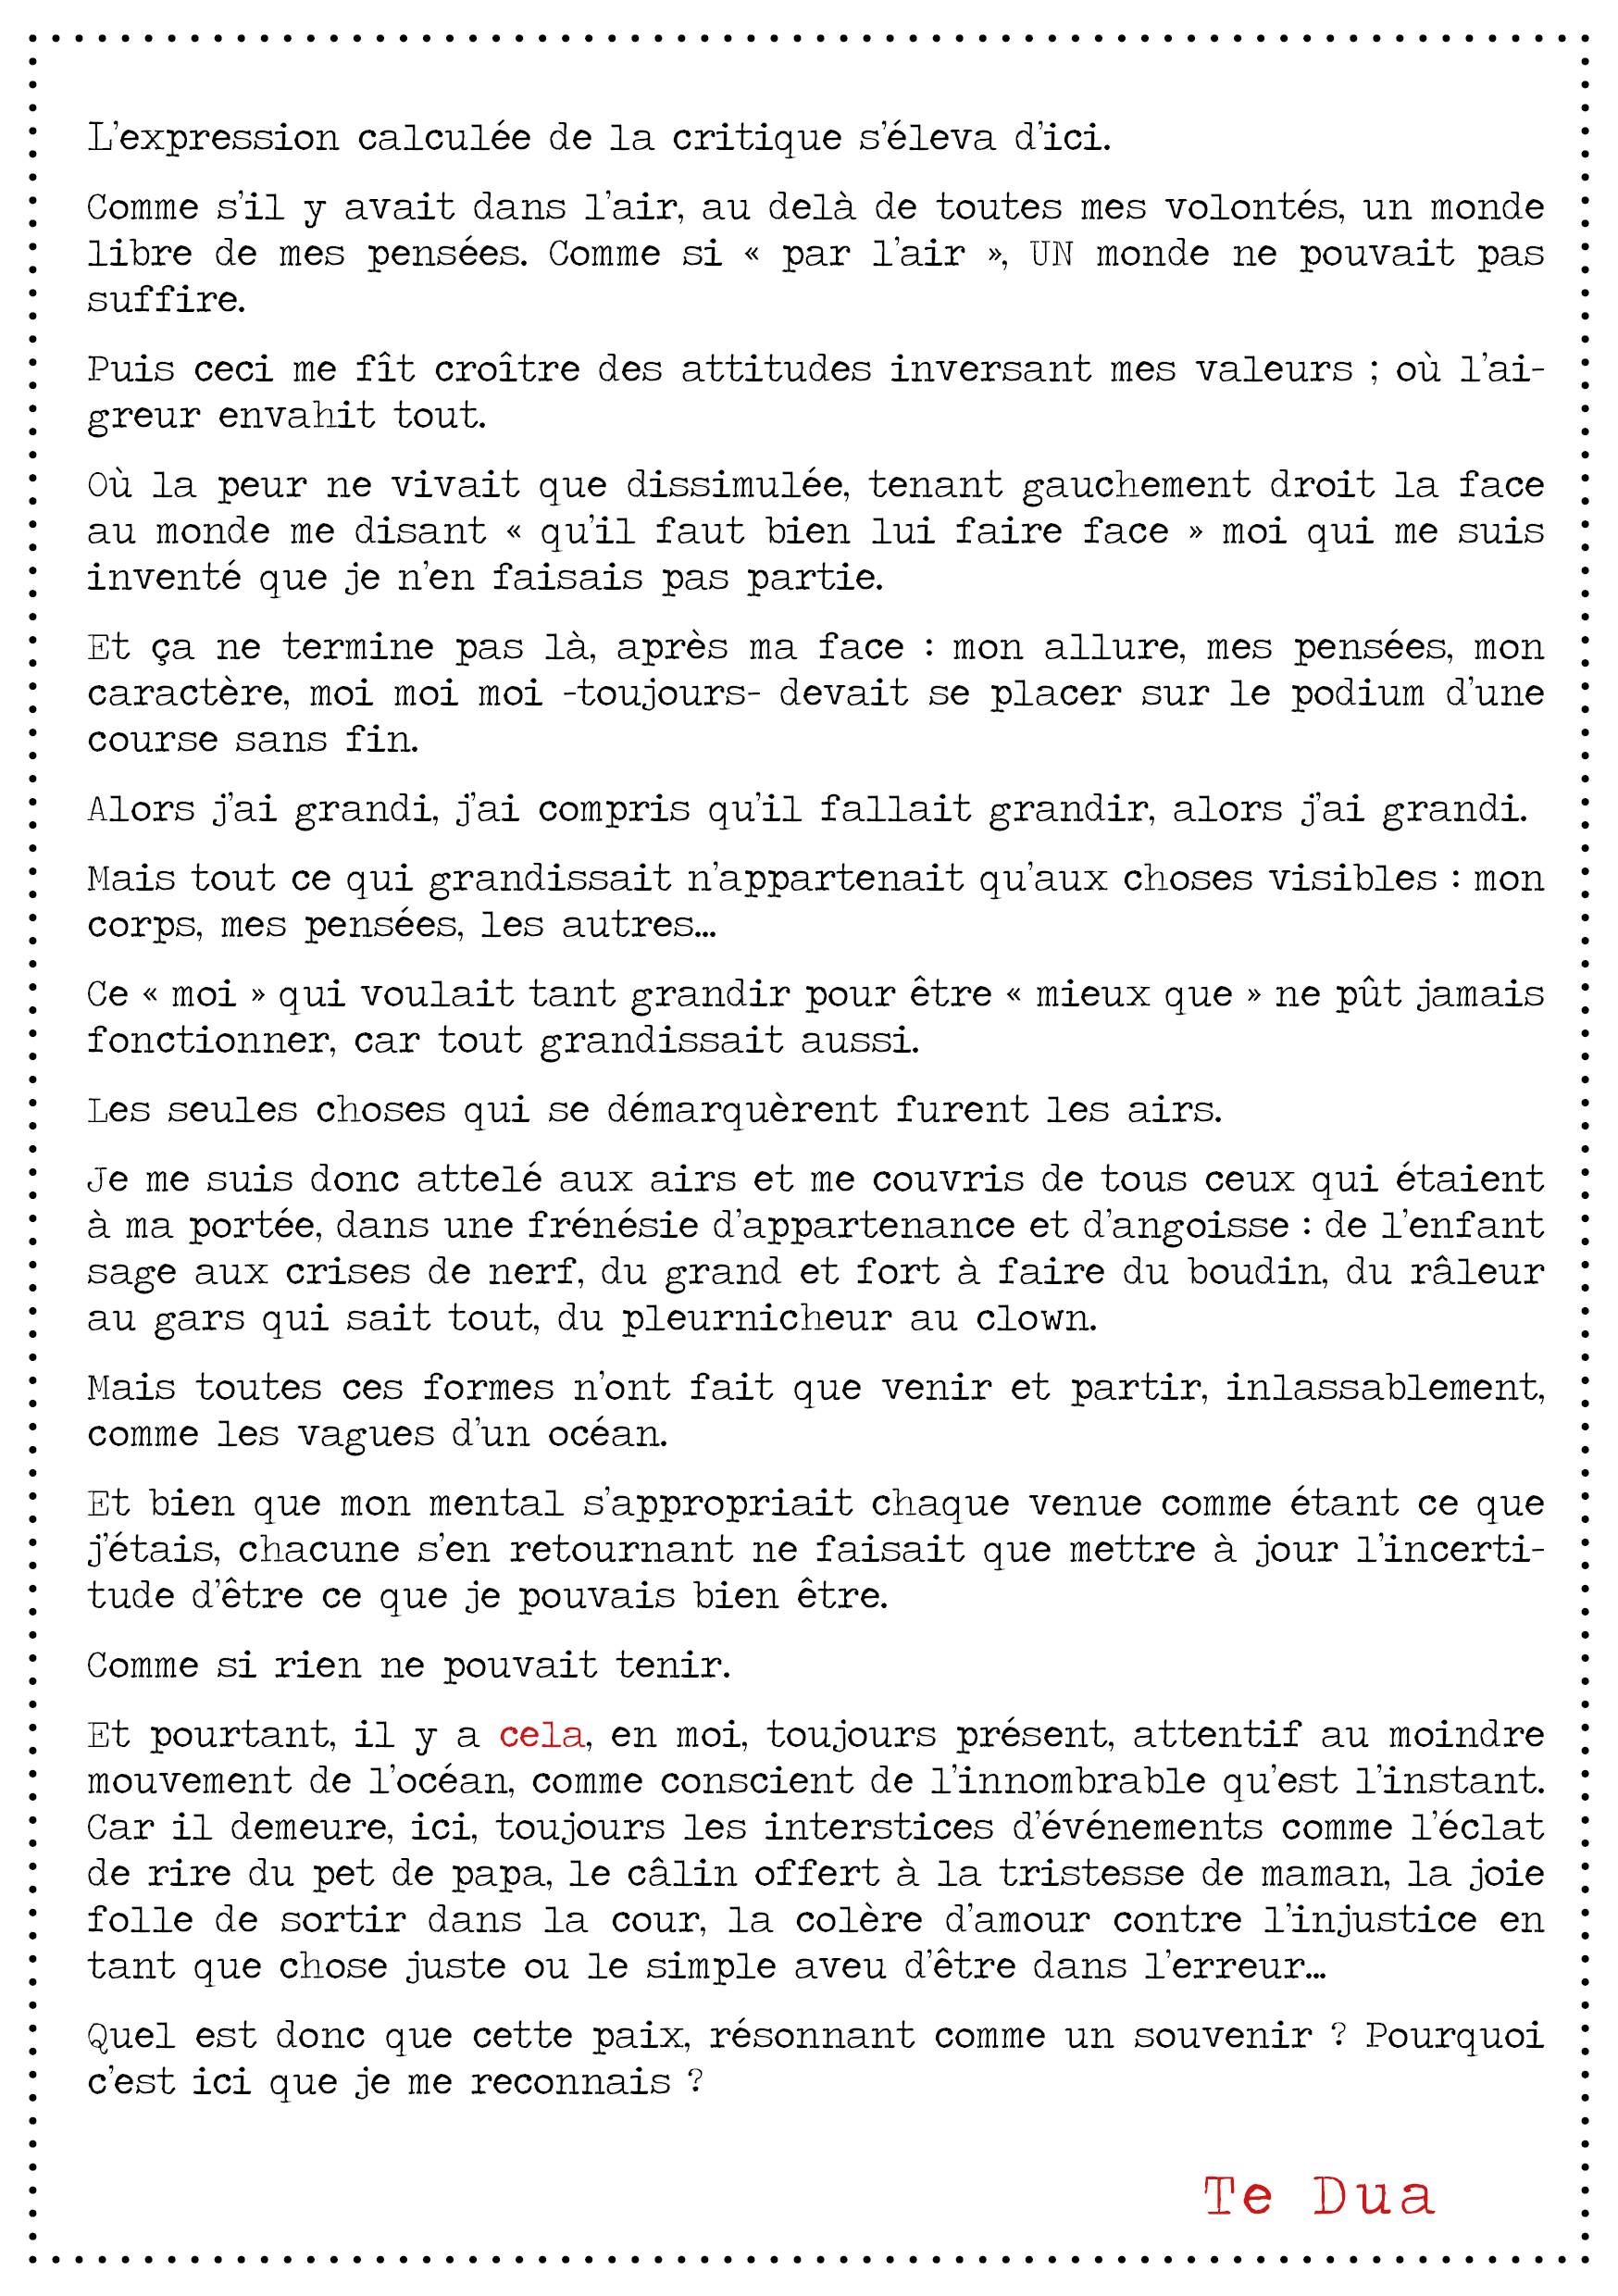 L'expression calculée de la critique s'éleva d'ici.
Comme s'il y avait dans l'air, au delà de toutes mes volontés, un monde
libre de mes pensées. Comme si « par l'air », UN monde ne pouvait pas
suffire.
Puis ceci me fît croître des attitudes inversant mes valeurs ; où l'ai-
greur envahit tout.
Où la peur ne vivait que dissimulée, tenant gauchement droit la face
au monde me disant « qu'il faut bien lui faire face » moi qui me suis
inventé que je n'en faisais pas partie.
Et ça ne termine pas là, après ma face : mon allure, mes pensées, mon
caractère, moi moi moi -toujours- devait se placer sur le podium d'une
course sans fin.
Alors j'ai grandi, j'ai compris qu'il fallait grandir, alors j'ai grandi.
Mais tout ce qui grandissait n'appartenait qu'aux choses visibles : mon
corps, mes pensées, les autres…
Ce « moi » qui voulait tant grandir pour être « mieux que » ne pût jamais
fonctionner, car tout grandissait aussi.
Les seules choses qui se démarquèrent furent les airs.
Je me suis donc attelé aux airs et me couvris de tous ceux qui étaient
à ma portée, dans une frénésie d'appartenance et d'angoisse : de l'enfant
sage aux crises de nerf, du grand et fort à faire du boudin, du râleur
au gars qui sait tout, du pleurnicheur au clown.
Mais toutes ces formes n'ont fait que venir et partir, inlassablement,
comme les vagues d'un océan.
Et bien que mon mental s'appropriait chaque venue comme étant ce que
j'étais, chacune s'en retournant ne faisait que mettre à jour l'incerti-
tude d'être ce que je pouvais bien être.
Comme si rien ne pouvait tenir.
Et pourtant, il y a cela, en moi, toujours présent, attentif au moindre
mouvement de l'océan, comme conscient de l'innombrable qu'est l'instant.
Car il demeure, ici, toujours les interstices d'événements comme l'éclat
de rire du pet de papa, le câlin offert à la tristesse de maman, la joie
folle de sortir dans la cour, la colère d'amour contre l'injustice en
tant que chose juste ou le simple aveu d'être dans l'erreur…
Quel est donc que cette paix, résonnant comme un souvenir ? Pourquoi
c'est ici que je me reconnais ?
Te Dua